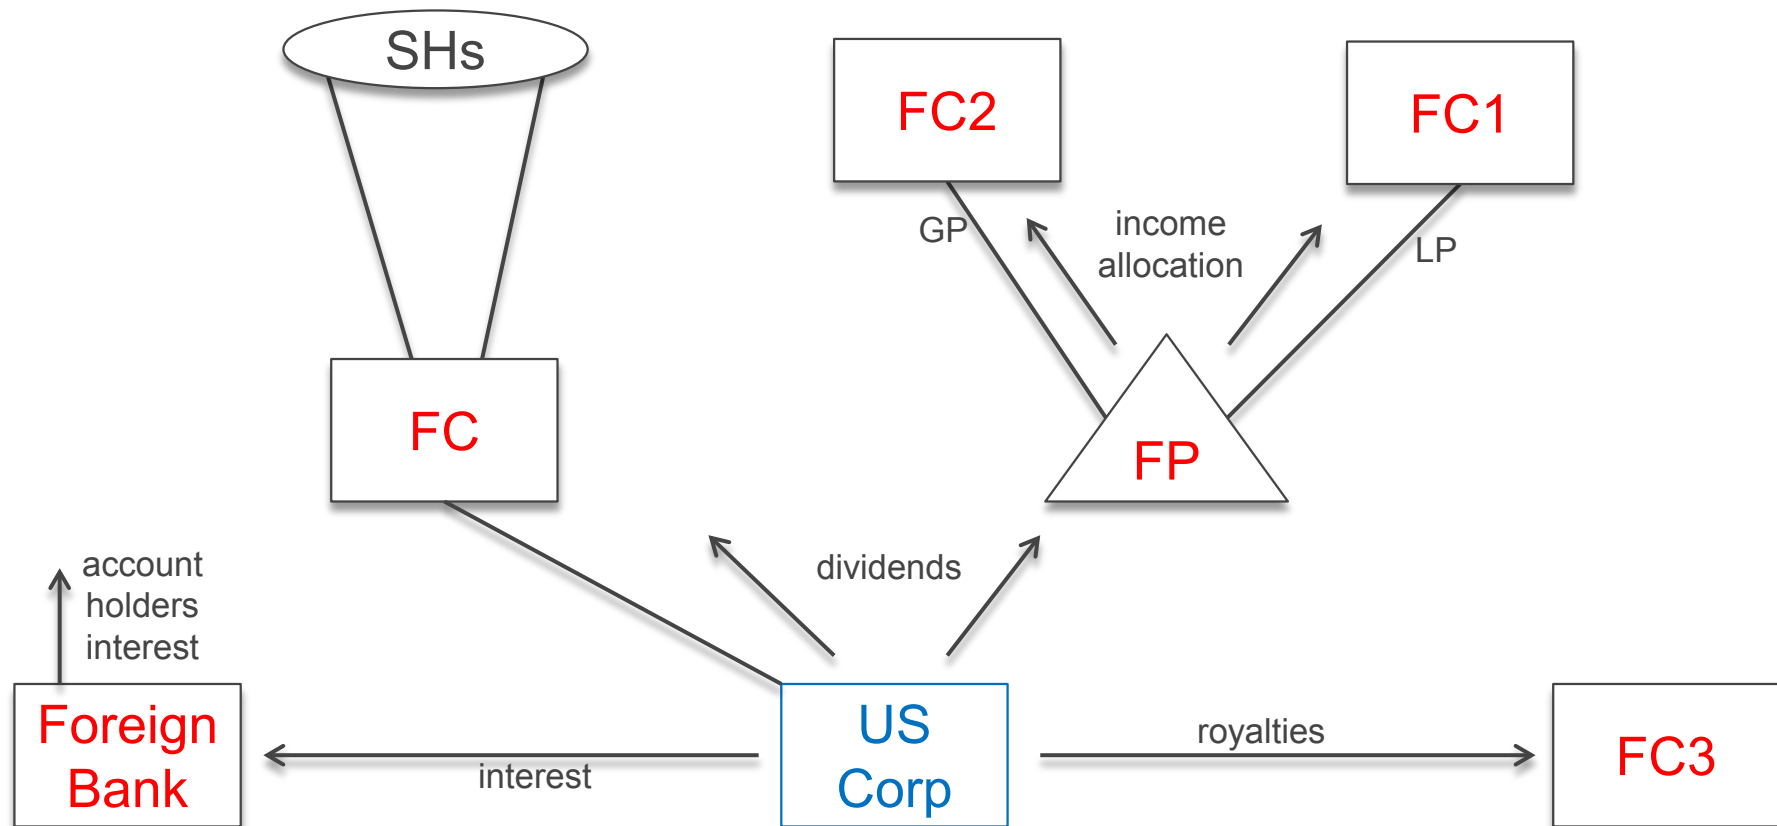 SHs
FC2
FC1
GP
income
allocation
LP
FC
FP
account
holders
interest
dividends
Foreign
Bank
interest
US
Corp
royalties
FC3